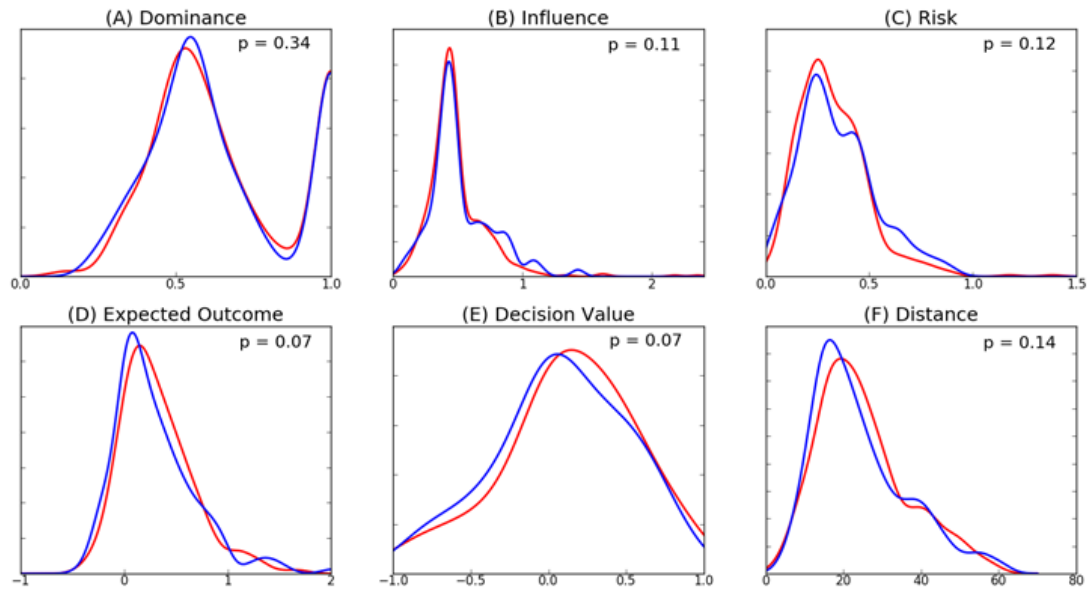 (A) Dominance
p = 0.34
0.0 0.5 1.0
(B) Influence
p = 0.11
0 1 2
(C) Risk
p = 0.12
0.0 0.5 1.0 1.5
(D) Expected Outcome
p = 0.07
−1 0 1 2
(E) Decision Value
p = 0.07
−1.0 −0.5 0.0 0.5 1.0
(F) Distance
p = 0.14
0 20 40 60 80